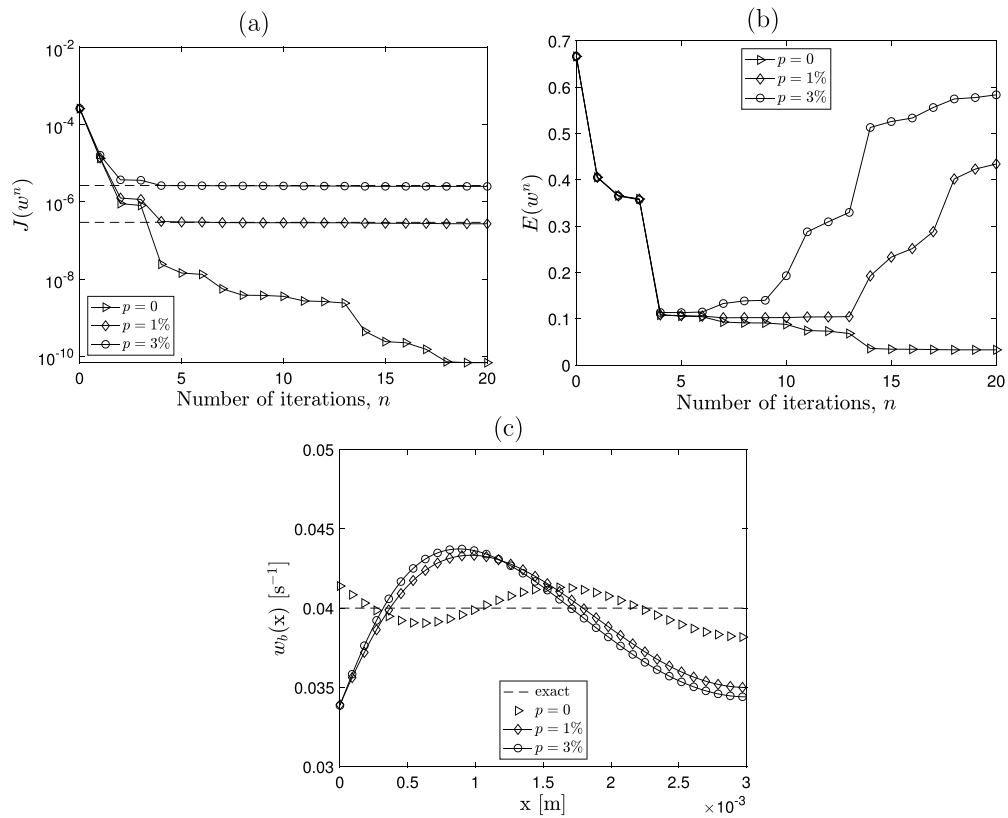 (a)
10^-2
10^-4
10^-6
10^-8
10^-10
J(w^n)
p = 0
p = 1%
p = 3%
0 5 10 15 20
Number of iterations, n
(b)
0.7
0.6
0.5
0.4
0.3
0.2
0.1
0
E(w^n)
p = 0
p = 1%
p = 3%
0 5 10 15 20
Number of iterations, n
(c)
0.05
0.045
0.04
0.035
0.03
w_b(x) [s^-1]
exact
p = 0
p = 1%
p = 3%
0 0.5 1 1.5 2 2.5 3
x [m]
×10^-3